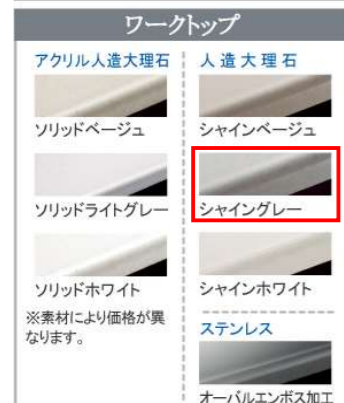 ワークトップ
アクリル人造大理石
ソリッドベージュ
ソリッドライトグレー
ソリッドホワイト
※素材により価格が異
なります。
人造大理石
シャインベージュ
シャイングレー
シャインホワイト
ステンレス
オーバルエンボス加工